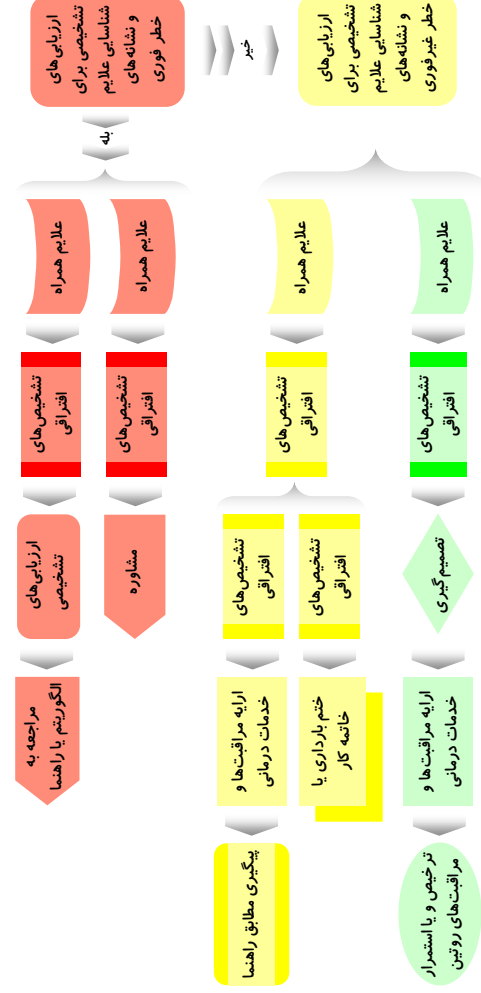 ارزیابی‌های
تشخیصی برای
شناسایی علایم
و نشانه‌های
خطر فوری
خیر
ارزیابی‌های
تشخیصی برای
شناسایی علایم
و نشانه‌های
خطر غیرفوری
بله
علایم همراه
علایم همراه
علایم همراه
علایم همراه
تشخیص‌های
افتراقی
تشخیص‌های
افتراقی
تشخیص‌های
افتراقی
تشخیص‌های
افتراقی
ارزیابی‌های
تشخیصی
مشاوره
تشخیص‌های
افتراقی
تشخیص‌های
افتراقی
تصمیم‌گیری
مراجعه به
الگوریتم یا راهنما
ارایه مراقبت‌ها و
خدمات درمانی
ختم بارداری یا
خاتمه کار
ارایه مراقبت‌ها و
خدمات درمانی
پیگیری مطابق راهنما
ترخیص و یا استمرار
مراقبت‌های روتین